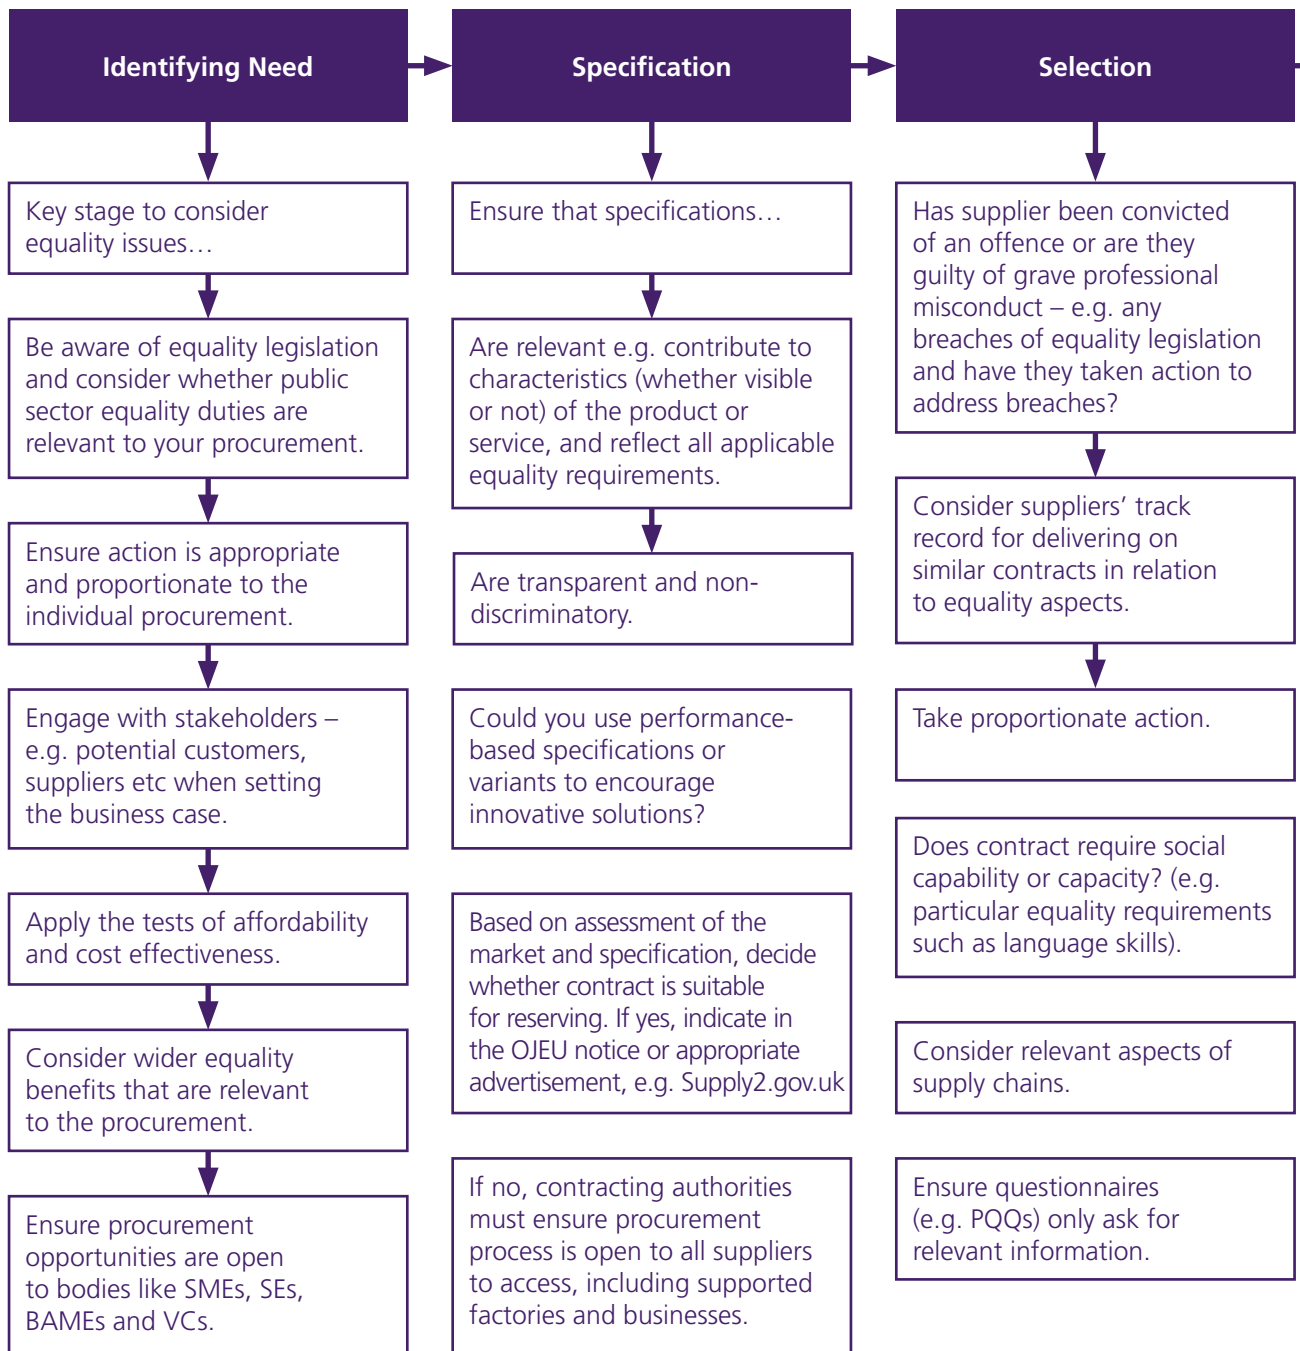 Identifying Need
Key stage to consider
equality issues…
Be aware of equality legislation
and consider whether public
sector equality duties are
relevant to your procurement.
Ensure action is appropriate
and proportionate to the
individual procurement.
Engage with stakeholders –
e.g. potential customers,
suppliers etc when setting
the business case.
Apply the tests of affordability
and cost effectiveness.
Consider wider equality
benefits that are relevant
to the procurement.
Ensure procurement
opportunities are open
to bodies like SMEs, SEs,
BAMEs and VCs.
Specification
Ensure that specifications…
Are relevant e.g. contribute to
characteristics (whether visible
or not) of the product or
service, and reflect all applicable
equality requirements.
Are transparent and non-
discriminatory.
Could you use performance-
based specifications or
variants to encourage
innovative solutions?
Based on assessment of the
market and specification, decide
whether contract is suitable
for reserving. If yes, indicate in
the OJEU notice or appropriate
advertisement, e.g. Supply2.gov.uk
If no, contracting authorities
must ensure procurement
process is open to all suppliers
to access, including supported
factories and businesses.
Selection
Has supplier been convicted
of an offence or are they
guilty of grave professional
misconduct – e.g. any
breaches of equality legislation
and have they taken action to
address breaches?
Consider suppliers’ track
record for delivering on
similar contracts in relation
to equality aspects.
Take proportionate action.
Does contract require social
capability or capacity? (e.g.
particular equality requirements
such as language skills).
Consider relevant aspects of
supply chains.
Ensure questionnaires
(e.g. PQQs) only ask for
relevant information.